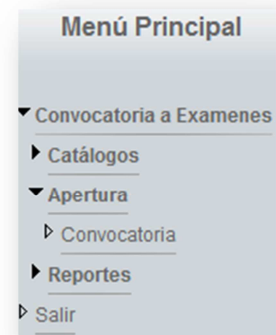 Menú Principal
Convocatoria a Examenes
Catálogos
Apertura
Convocatoria
Reportes
Salir